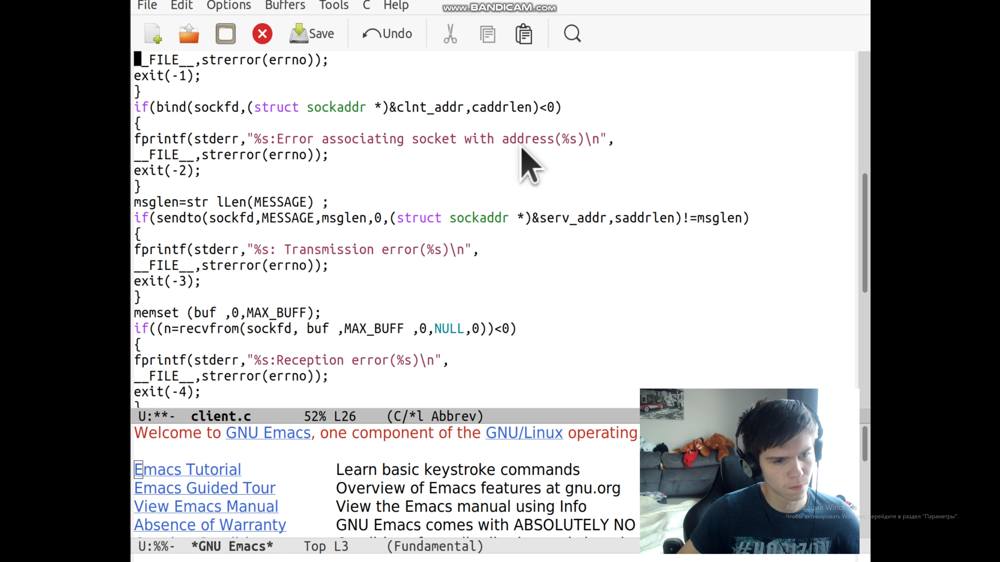 File Edit Options Buffers Tools C Help
www.BANDICAM.com
Save Undo
_FILE__,strerror(errno));
exit(-1);
}
if(bind(sockfd,(struct sockaddr *)&clnt_addr,caddrlen)<0)
{
fprintf(stderr,"%s:Error associating socket with address(%s)\n",
__FILE__,strerror(errno));
exit(-2);
}
msglen=str lLen(MESSAGE) ;
if(sendto(sockfd,MESSAGE,msglen,0,(struct sockaddr *)&serv_addr,saddrlen)!=msglen)
{
fprintf(stderr,"%s: Transmission error(%s)\n",
__FILE__,strerror(errno));
exit(-3);
}
memset (buf ,0,MAX_BUFF);
if((n=recvfrom(sockfd, buf ,MAX_BUFF ,0,NULL,0))<0)
{
fprintf(stderr,"%s:Reception error(%s)\n",
__FILE__,strerror(errno));
exit(-4);
}
U:**- client.c 52% L26 (C/*l Abbrev)
Welcome to GNU Emacs, one component of the GNU/Linux operating
Emacs Tutorial Learn basic keystroke commands
Emacs Guided Tour Overview of Emacs features at gnu.org
View Emacs Manual View the Emacs manual using Info
Absence of Warranty GNU Emacs comes with ABSOLUTELY NO
U:%%- *GNU Emacs* Top L3 (Fundamental)
Активация Windows
Чтобы активировать Windows, перейдите в раздел "Параметры".
#HORIZON